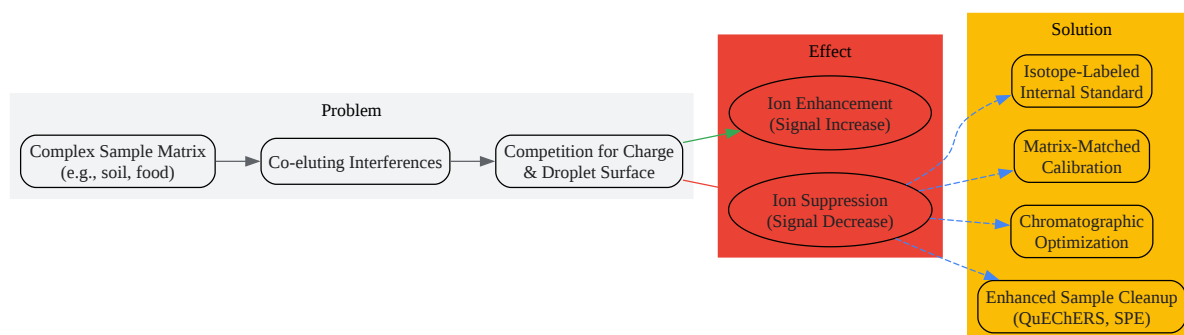 Problem
Complex Sample Matrix
(e.g., soil, food)
Co-eluting Interferences
Competition for Charge
& Droplet Surface
Effect
Ion Enhancement
(Signal Increase)
Ion Suppression
(Signal Decrease)
Solution
Isotope-Labeled
Internal Standard
Matrix-Matched
Calibration
Chromatographic
Optimization
Enhanced Sample Cleanup
(QuEChERS, SPE)